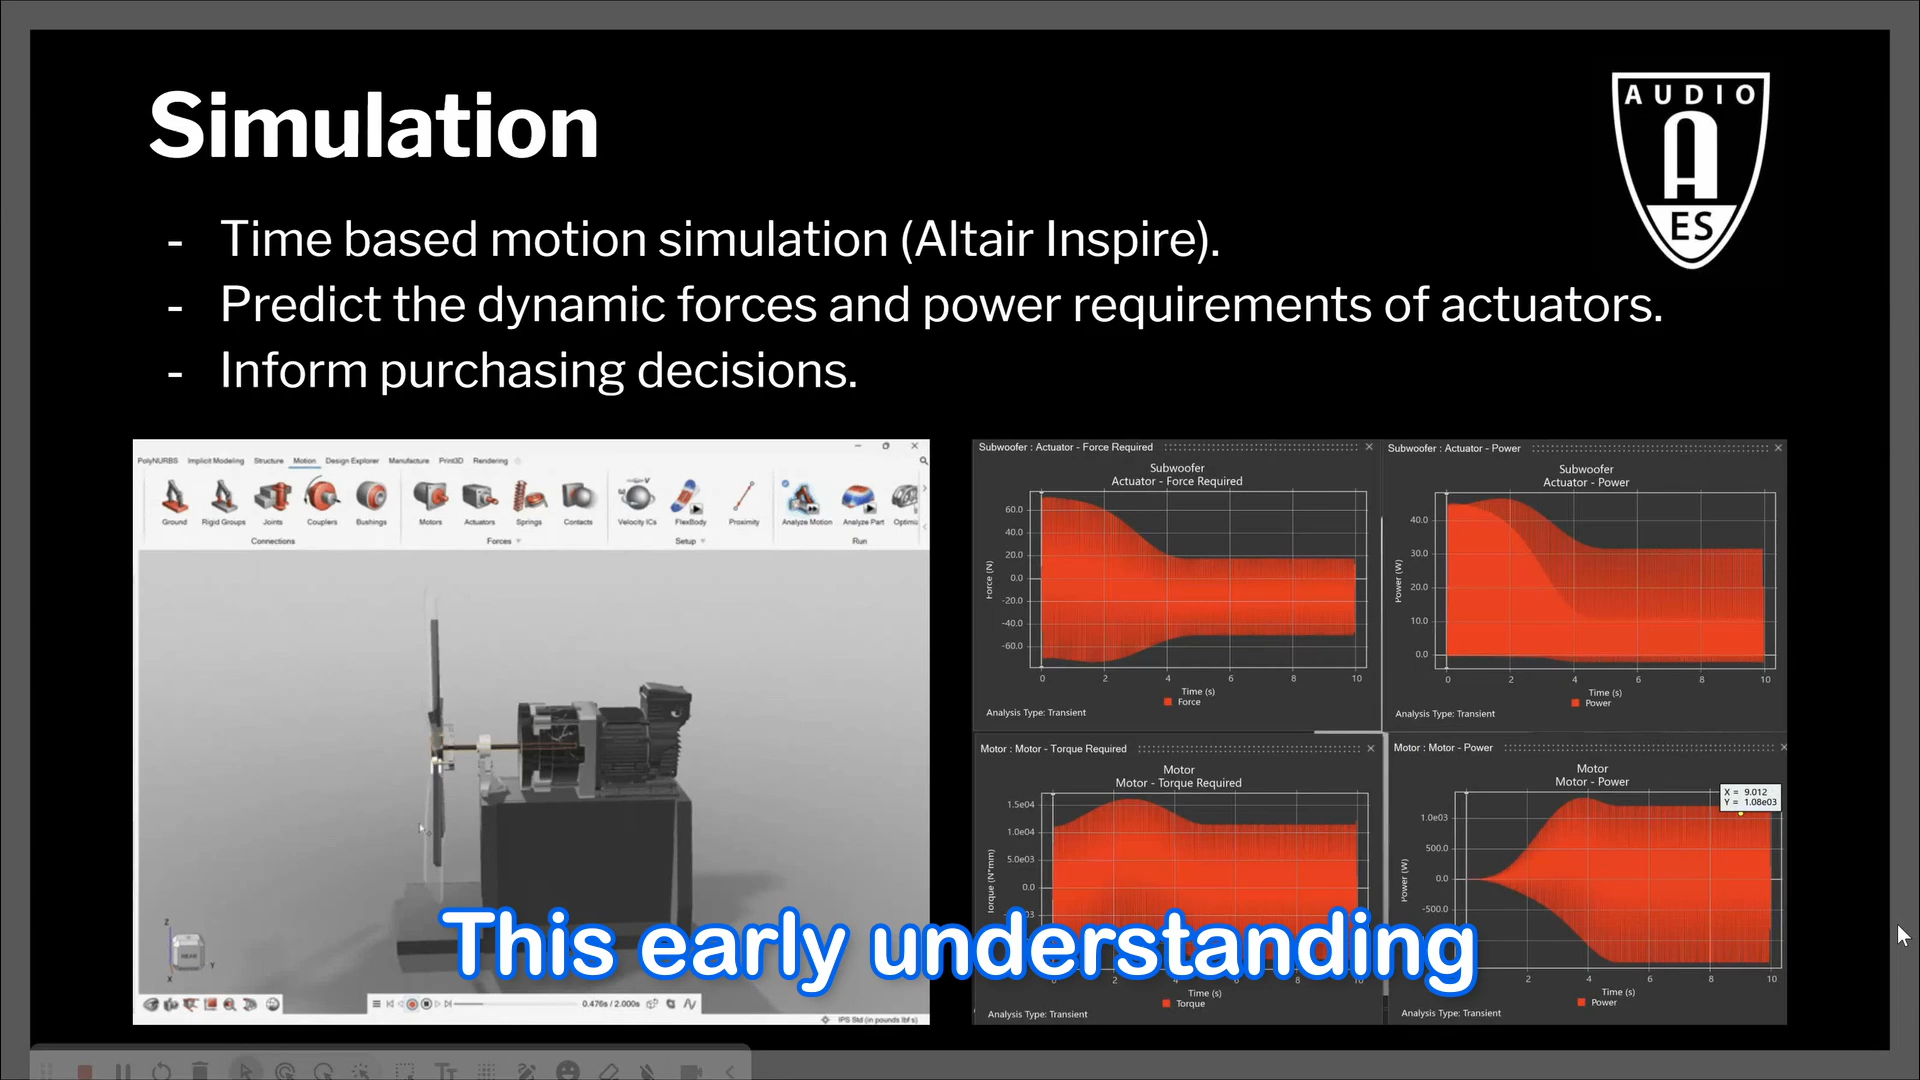 Simulation
AUDIO
A
ES
- Time based motion simulation (Altair Inspire).
- Predict the dynamic forces and power requirements of actuators.
- Inform purchasing decisions.
PolyNURBS Implicit Modeling Structure Motion Design Explorer Manufacture Print3D Rendering
Ground Rigid Groups Joints Couplers Bushings Motors Actuators Springs Contacts Velocity ICs FlexBody Proximity Analyze Motion Analyze Part
Connections Forces Setup Run
Z
Y
X
REAR
0.476s / 2.000s
IPS Std (in pounds lbf s)
Subwoofer : Actuator - Force Required
Subwoofer
Actuator - Force Required
60.0
40.0
20.0
0.0
-20.0
-40.0
-60.0
Force (N)
0 2 4 6 8 10
Time (s)
Force
Analysis Type: Transient
Subwoofer : Actuator - Power
Subwoofer
Actuator - Power
40.0
30.0
20.0
10.0
0.0
Power (W)
0 2 4 6 8 10
Time (s)
Power
Analysis Type: Transient
Motor : Motor - Torque Required
Motor
Motor - Torque Required
1.5e04
1.0e04
5.0e03
0.0
Torque (N*mm)
Time (s)
Torque
Analysis Type: Transient
Motor : Motor - Power
Motor
Motor - Power
X = 9.012
Y = 1.08e03
1.0e03
500.0
0.0
-500.0
Power (W)
2 4 6 8 10
Time (s)
Power
Analysis Type: Transient
This early understanding